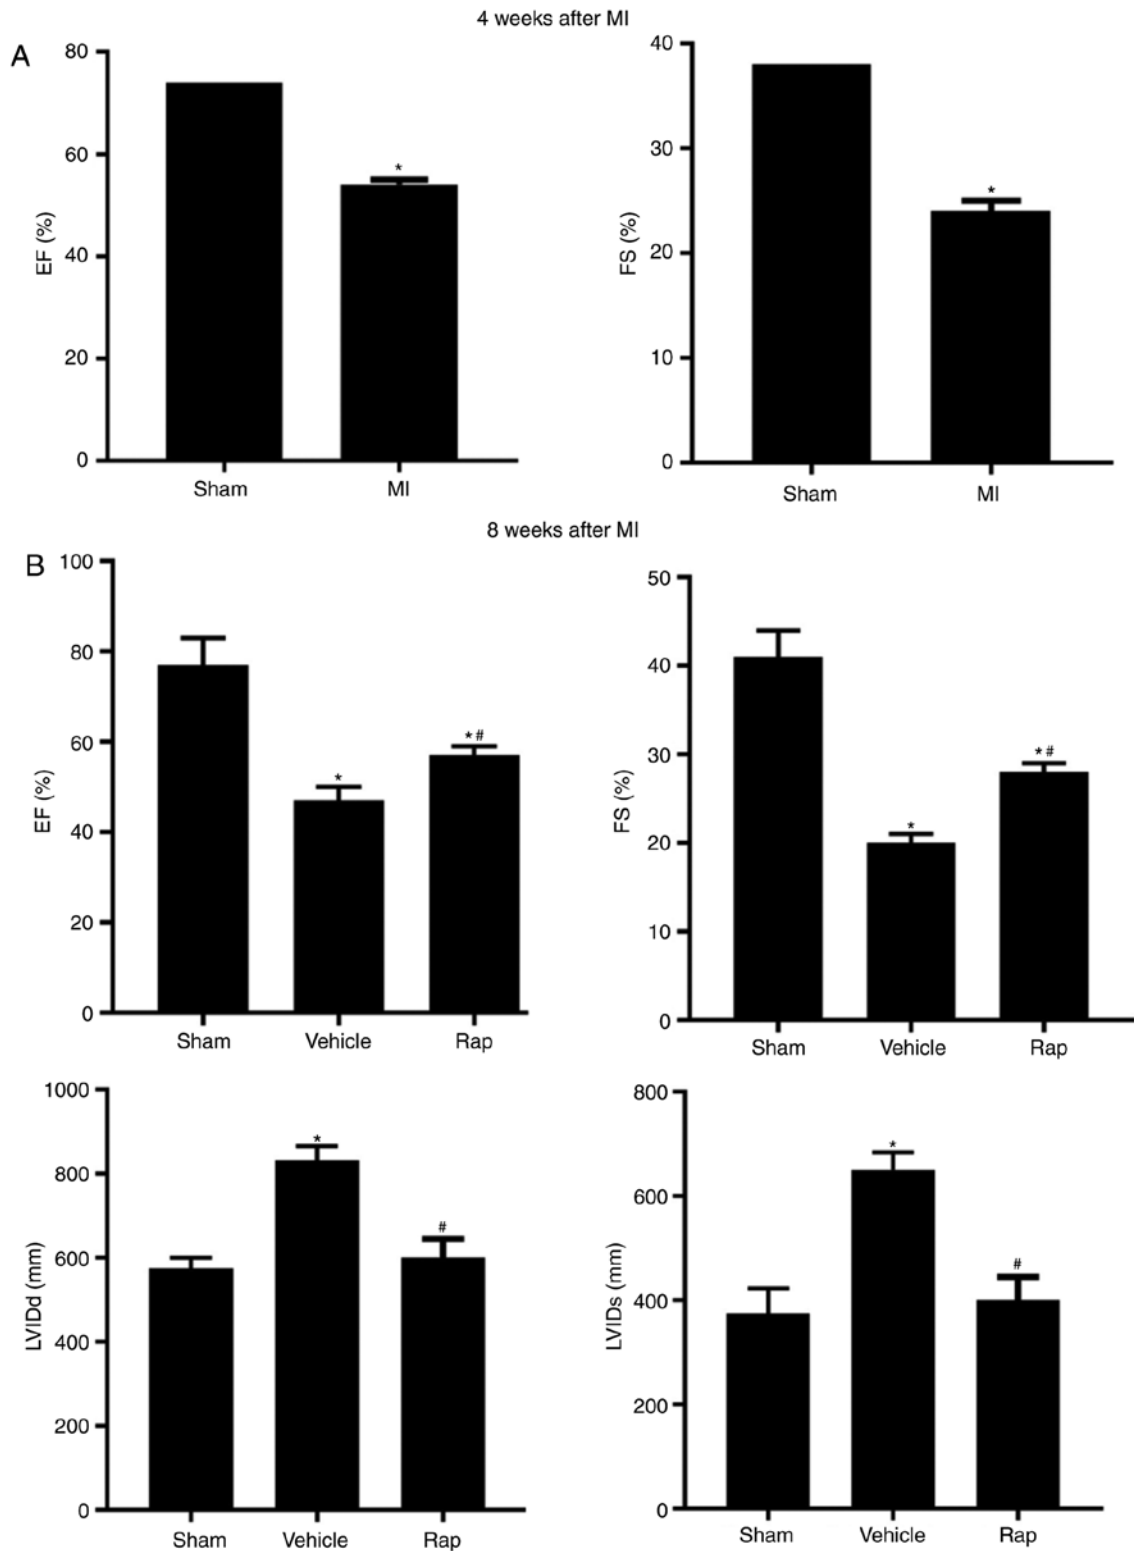 4 weeks after MI
A
80
60
40
20
0
EF (%)
*
Sham MI
40
30
20
10
0
FS (%)
*
Sham MI
8 weeks after MI
B
100
80
60
40
20
0
EF (%)
*
*#
Sham Vehicle Rap
50
40
30
20
10
0
FS (%)
*
*#
Sham Vehicle Rap
1000
800
600
400
200
0
LVIDd (mm)
*
#
Sham Vehicle Rap
800
600
400
200
0
LVIDs (mm)
*
#
Sham Vehicle Rap